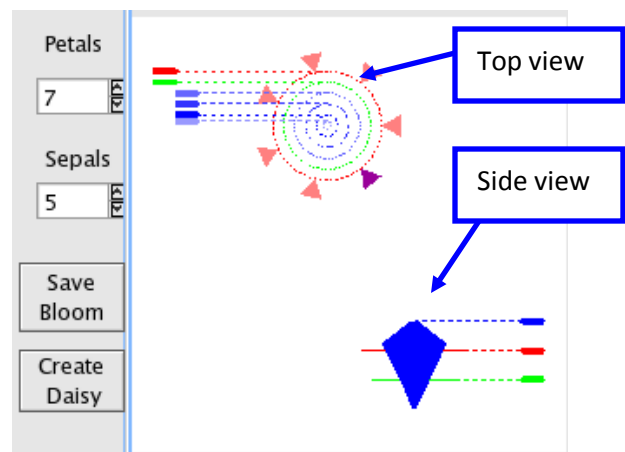 Petals
7
Sepals
5
Save
Bloom
Create
Daisy
Top view
Side view